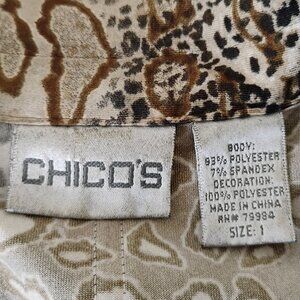 CHICO'S
BODY:
93% POLYESTER
7% SPANDEX
DECORATION:
100% POLYESTER
MADE IN CHINA
RN# 79984
SIZE: 1